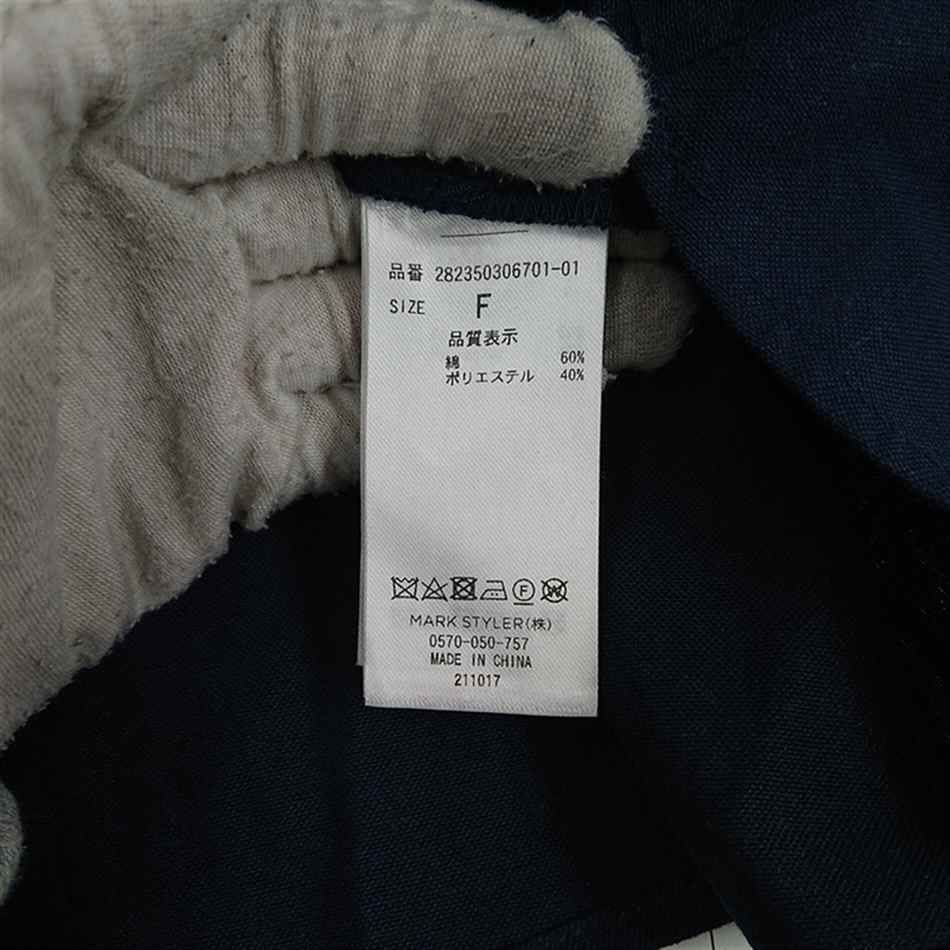 品番 282350306701-01
SIZE F
品質表示
綿 60%
ポリエステル 40%
F W
MARK STYLER(株)
0570-050-757
MADE IN CHINA
211017